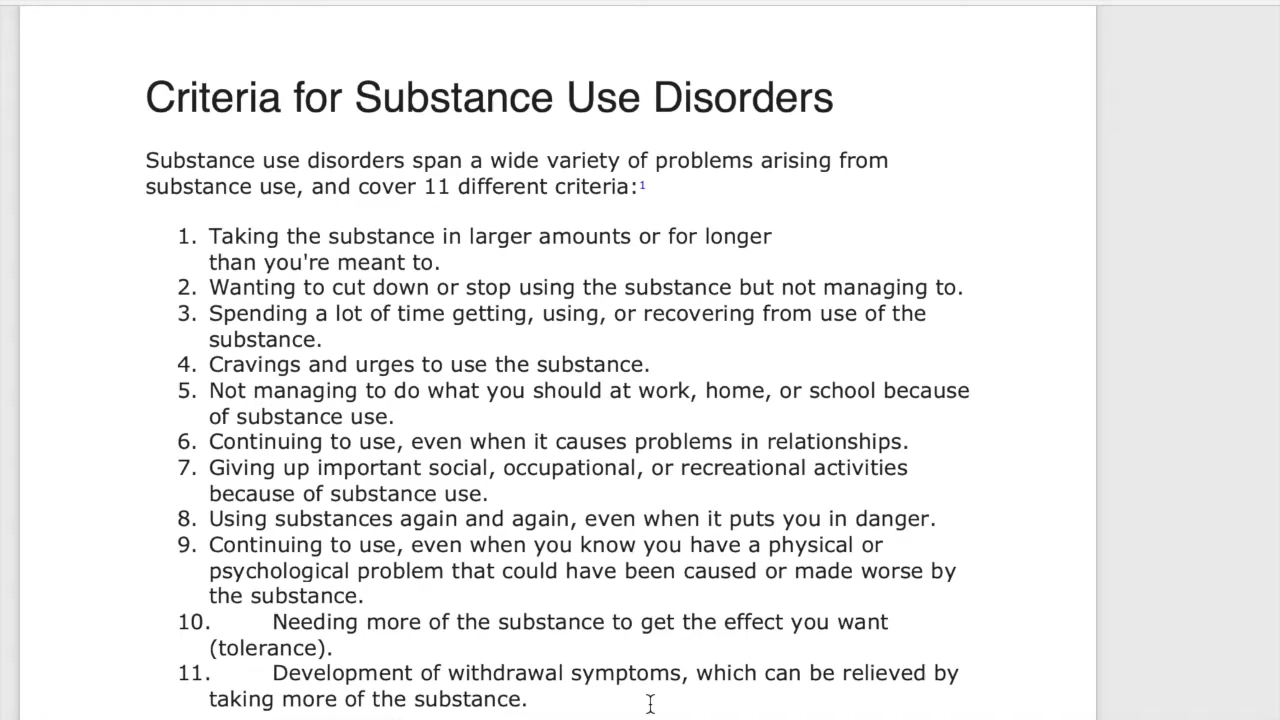 Criteria for Substance Use Disorders
Substance use disorders span a wide variety of problems arising from
substance use, and cover 11 different criteria:1
1. Taking the substance in larger amounts or for longer
than you're meant to.
2. Wanting to cut down or stop using the substance but not managing to.
3. Spending a lot of time getting, using, or recovering from use of the
substance.
4. Cravings and urges to use the substance.
5. Not managing to do what you should at work, home, or school because
of substance use.
6. Continuing to use, even when it causes problems in relationships.
7. Giving up important social, occupational, or recreational activities
because of substance use.
8. Using substances again and again, even when it puts you in danger.
9. Continuing to use, even when you know you have a physical or
psychological problem that could have been caused or made worse by
the substance.
10. Needing more of the substance to get the effect you want
(tolerance).
11. Development of withdrawal symptoms, which can be relieved by
taking more of the substance.